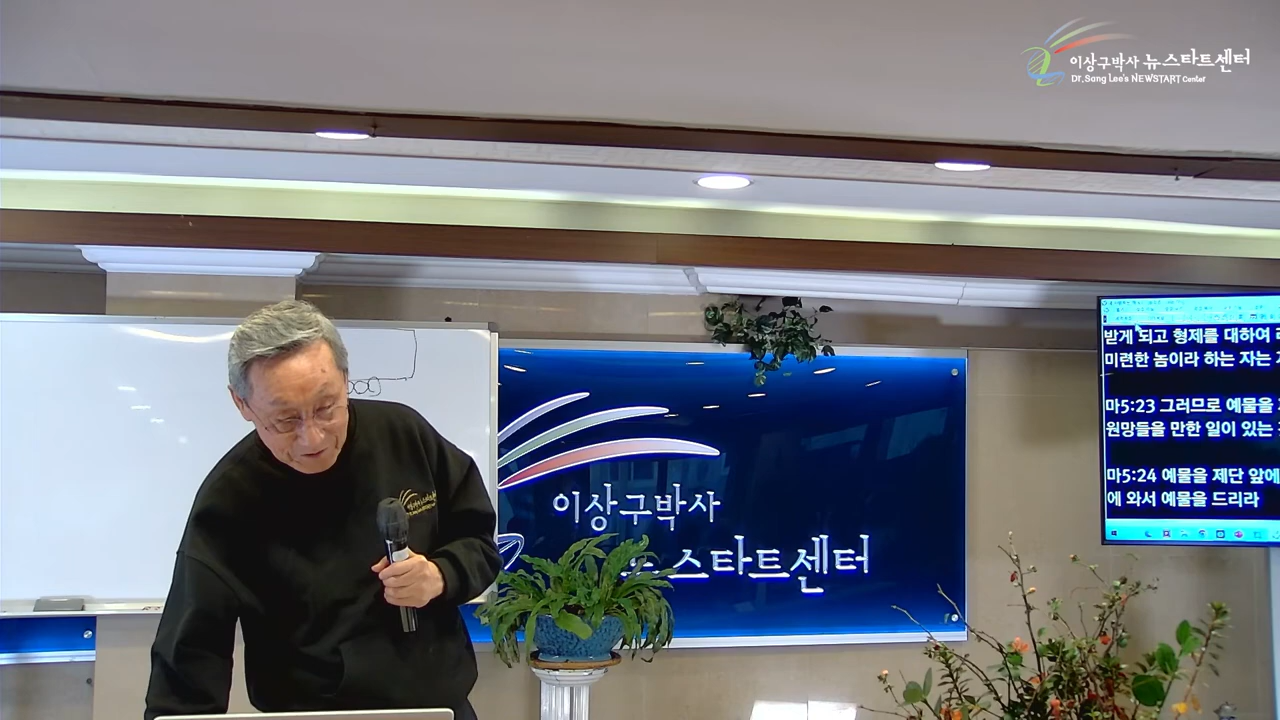 이상구박사 뉴스타트센터
Dr. Sang Lee's NEWSTART Center
이상구박사
스타트센터
받게 되고 형제를 대하여
미련한 놈이라 하는 자는
마5:23 그러므로 예물을
원망들을 만한 일이 있는
마5:24 예물을 제단 앞에
에 와서 예물을 드리라